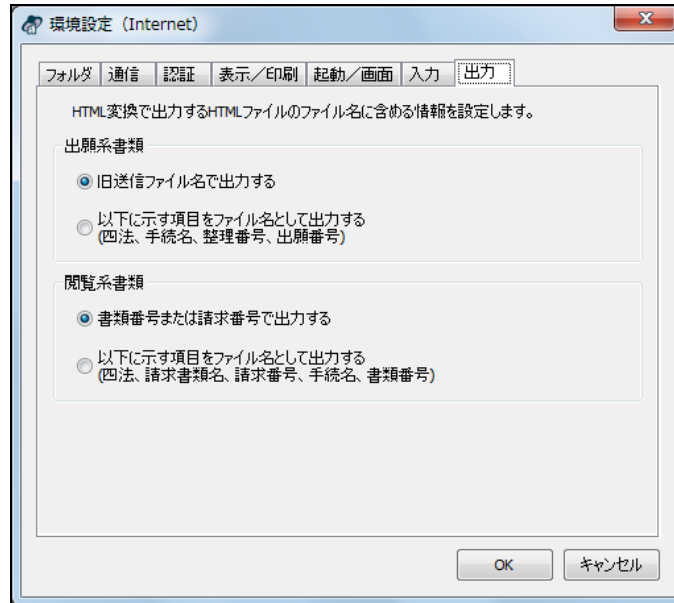 環境設定（Internet）
フォルダ 通信 認証 表示／印刷 起動／画面 入力 出力
HTML変換で出力するHTMLファイルのファイル名に含める情報を設定します。
出願系書類
旧送信ファイル名で出力する
以下に示す項目をファイル名として出力する
(四法、手続名、整理番号、出願番号)
閲覧系書類
書類番号または請求番号で出力する
以下に示す項目をファイル名として出力する
(四法、請求書類名、請求番号、手続名、書類番号)
OK キャンセル